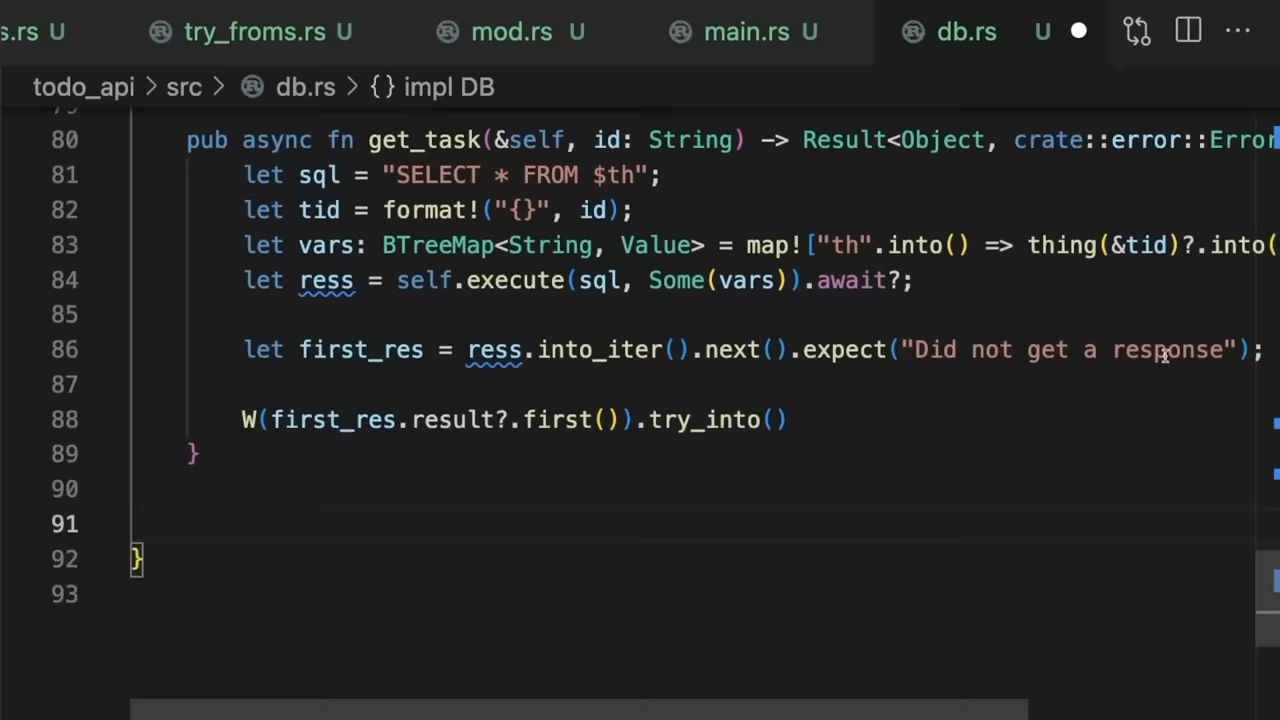 s.rs U try_froms.rs U mod.rs U main.rs U db.rs U
todo_api > src > db.rs > {} impl DB
80 pub async fn get_task(&self, id: String) -> Result<Object, crate::error::Error
81 let sql = "SELECT * FROM $th";
82 let tid = format!("{}", id);
83 let vars: BTreeMap<String, Value> = map!["th".into() => thing(&tid)?.into(
84 let ress = self.execute(sql, Some(vars)).await?;
85
86 let first_res = ress.into_iter().next().expect("Did not get a response");
87
88 W(first_res.result?.first()).try_into()
89 }
90
91
92 }
93